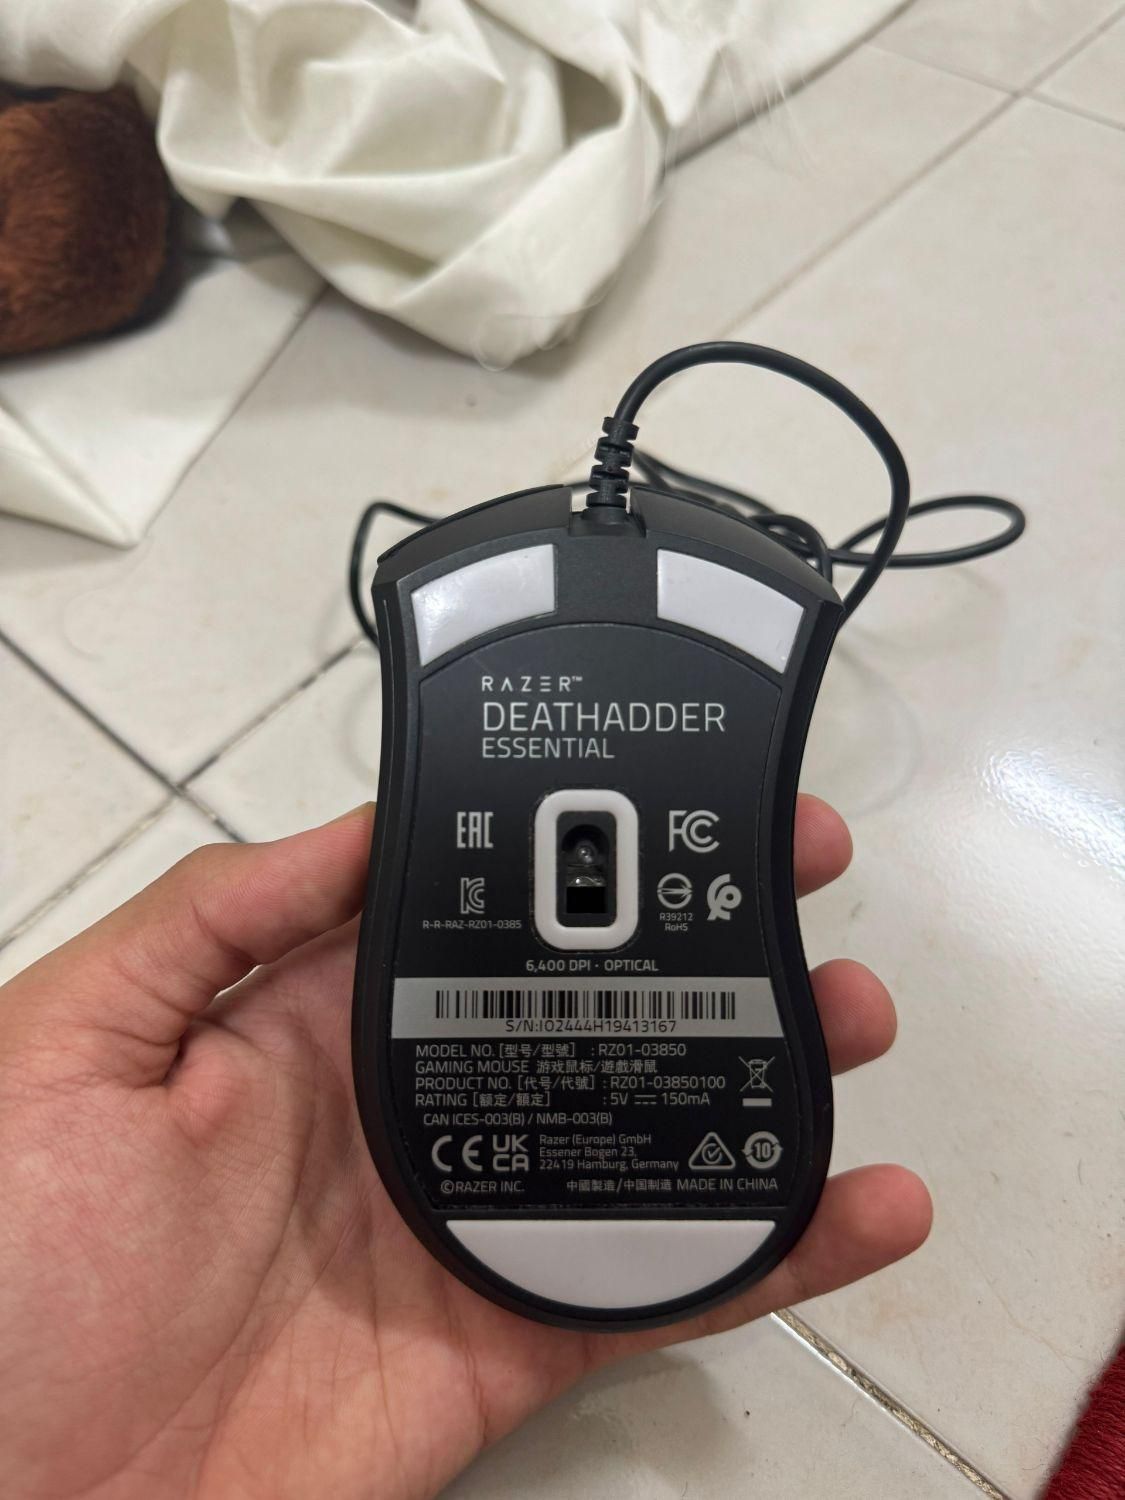 RAZER™
DEATHADDER
ESSENTIAL
EAC
FC
R-R-RAZ-RZ01-0385
R39212
RoHS
6,400 DPI · OPTICAL
S/N:IO2444H19413167
MODEL NO. [型号/型號] : RZ01-03850
GAMING MOUSE 游戏鼠标/遊戲滑鼠
PRODUCT NO. [代号/代號] : RZ01-03850100
RATING [额定/額定] : 5V ⎓ 150mA
CAN ICES-003(B) / NMB-003(B)
CE UK CA
Razer (Europe) GmbH
Essener Bogen 23,
22419 Hamburg, Germany
10
©RAZER INC. 中國製造/中国制造 MADE IN CHINA